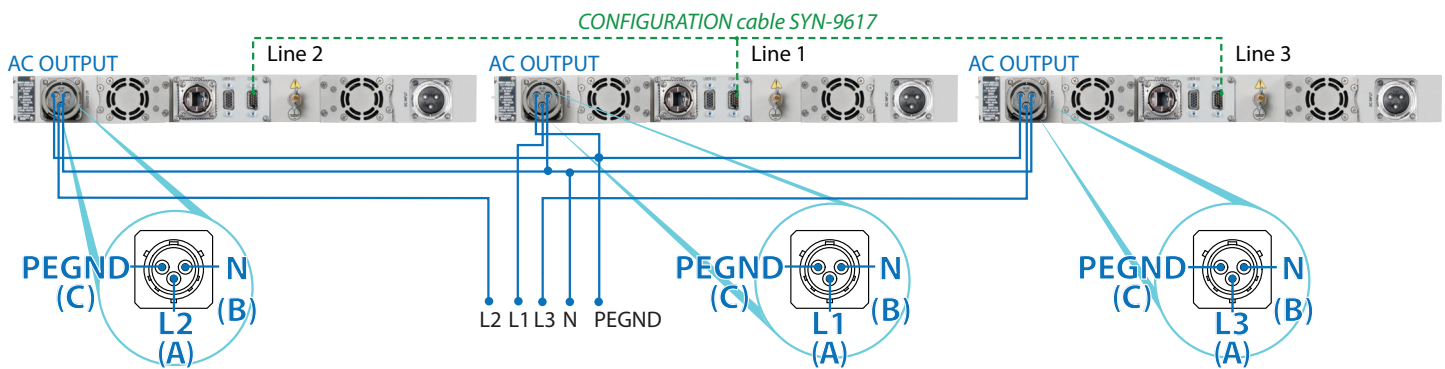 CONFIGURATION cable SYN-9617
AC OUTPUT
Line 2
AC OUTPUT
Line 1
AC OUTPUT
Line 3
PEGND
(C)
N
(B)
L2
(A)
L2 L1 L3 N PEGND
PEGND
(C)
N
(B)
L1
(A)
PEGND
(C)
N
(B)
L3
(A)